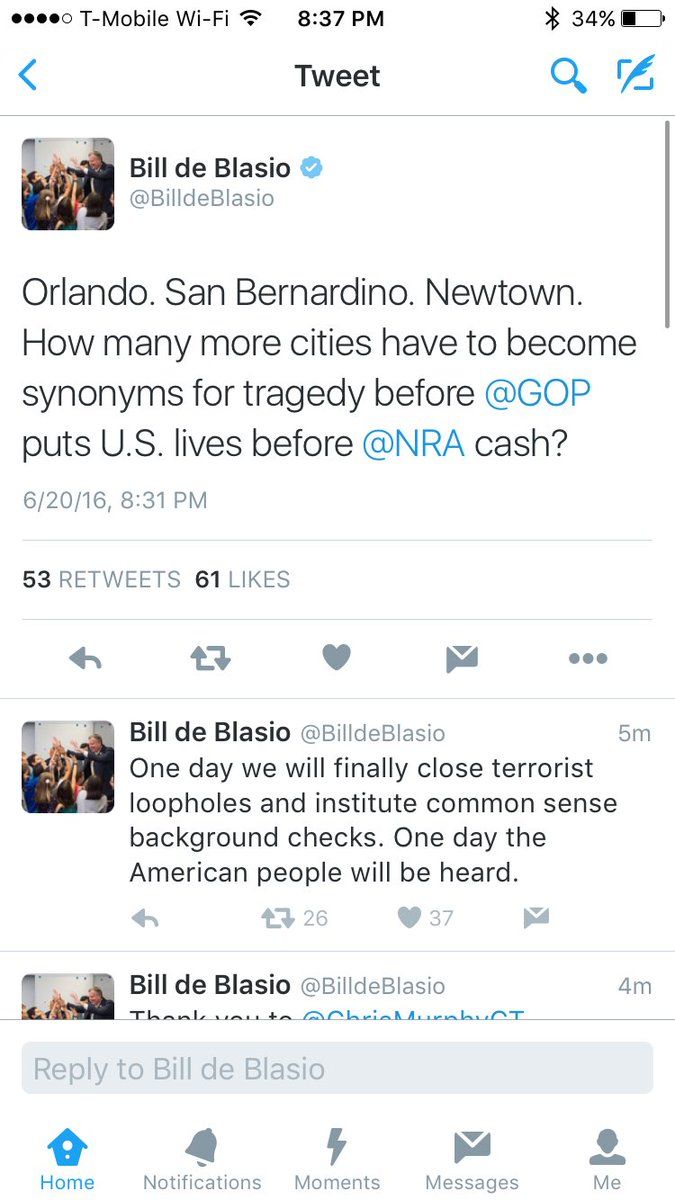 T-Mobile Wi-Fi 8:37 PM 34%
Tweet
Bill de Blasio
@BilldeBlasio
Orlando. San Bernardino. Newtown.
How many more cities have to become
synonyms for tragedy before @GOP
puts U.S. lives before @NRA cash?
6/20/16, 8:31 PM
53 RETWEETS 61 LIKES
Bill de Blasio @BilldeBlasio 5m
One day we will finally close terrorist
loopholes and institute common sense
background checks. One day the
American people will be heard.
26 37
Bill de Blasio @BilldeBlasio 4m
Thank you to @ChrisMurphyCT
Reply to Bill de Blasio
Home Notifications Moments Messages Me